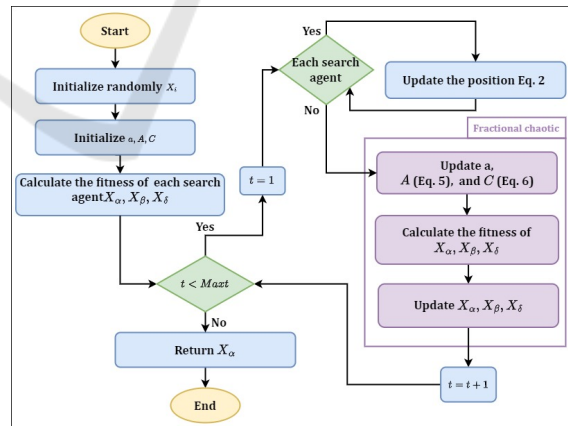 Start
Initialize randomly Xᵢ
Initialize a, A, C
Calculate the fitness of each search
agentXα, Xβ, Xδ
Yes
t < Maxt
No
Return Xα
End
t = 1
Yes
Each search
agent
No
Update the position Eq. 2
Fractional chaotic
Update a,
A (Eq. 5), and C (Eq. 6)
Calculate the fitness of
Xα, Xβ, Xδ
Update Xα, Xβ, Xδ
t = t + 1